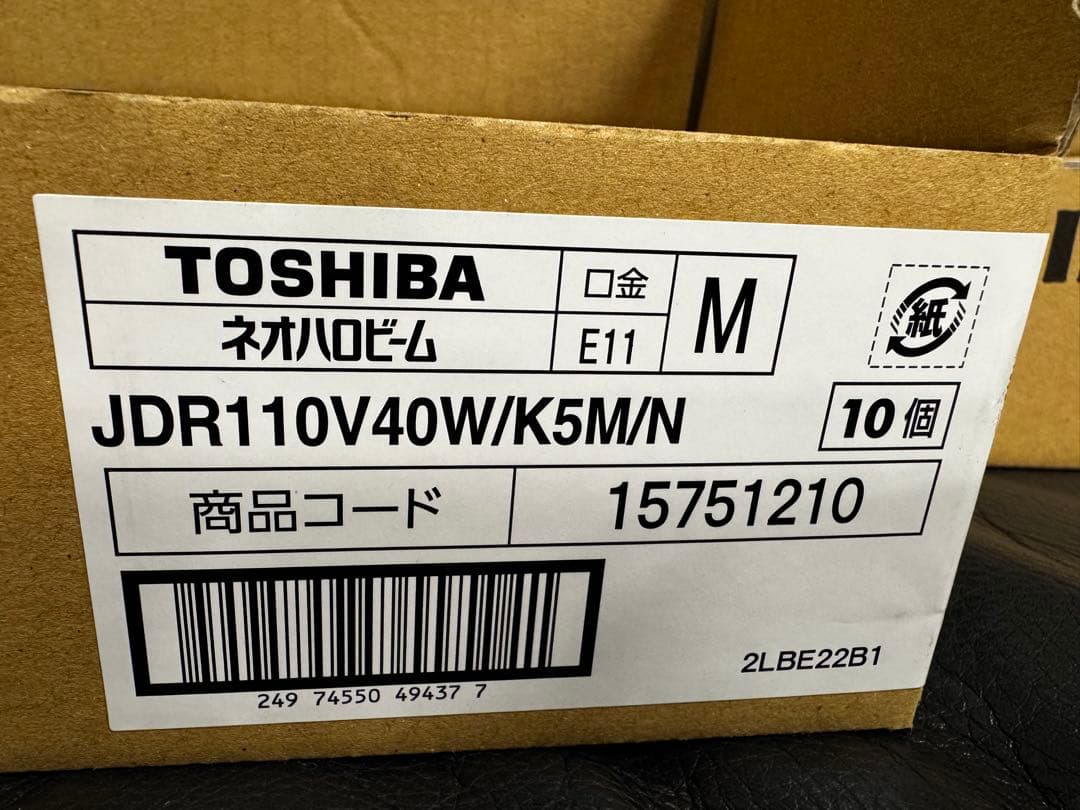 TOSHIBA
口金
M
ネオハロビーム
E11
紙
JDR110V40W/K5M/N
10個
商品コード
15751210
249 74550 49437 7
2LBE22B1